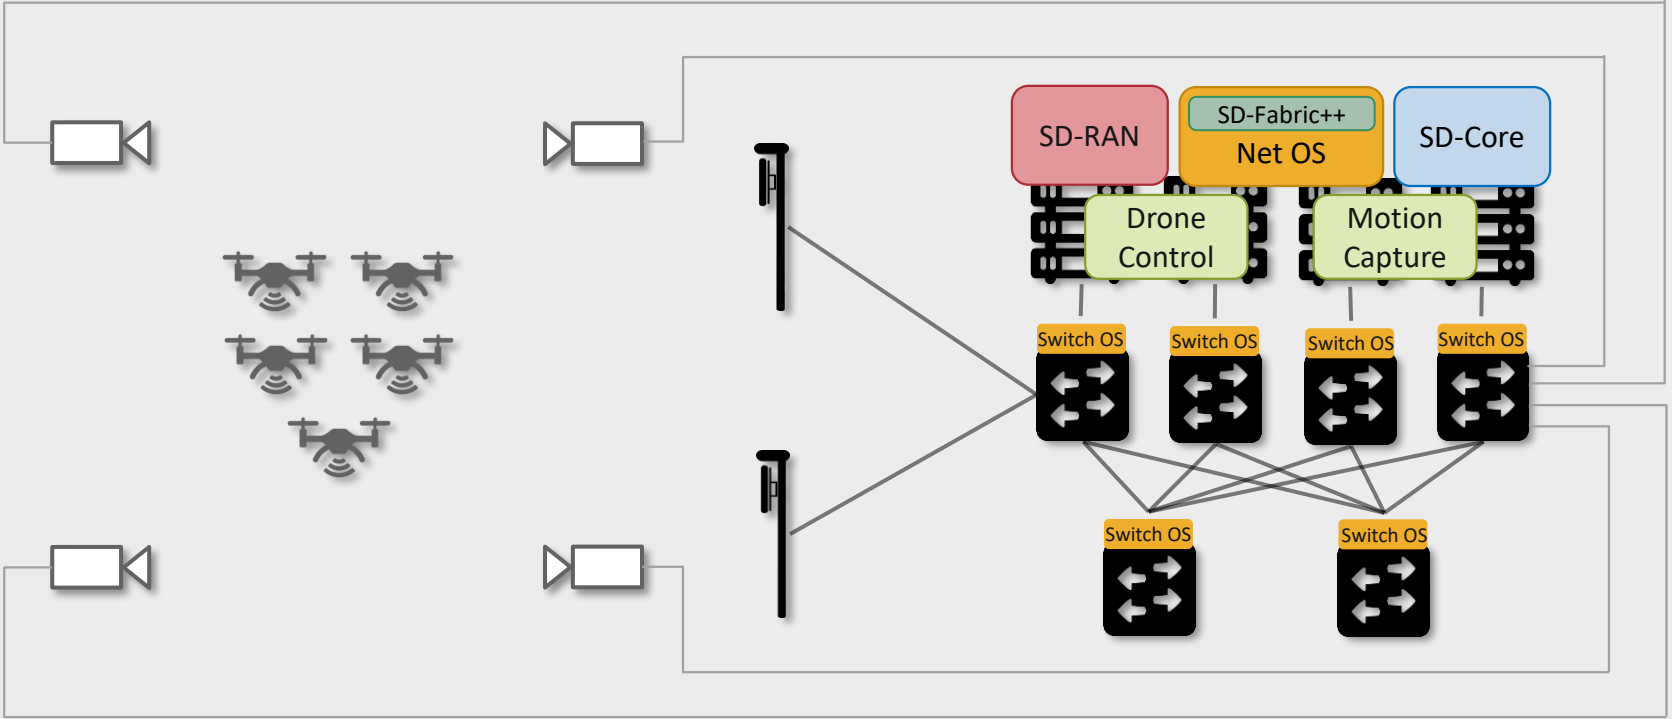 SD-RAN
SD-Fabric++
Net OS
SD-Core
Drone
Control
Motion
Capture
Switch OS
Switch OS
Switch OS
Switch OS
Switch OS
Switch OS